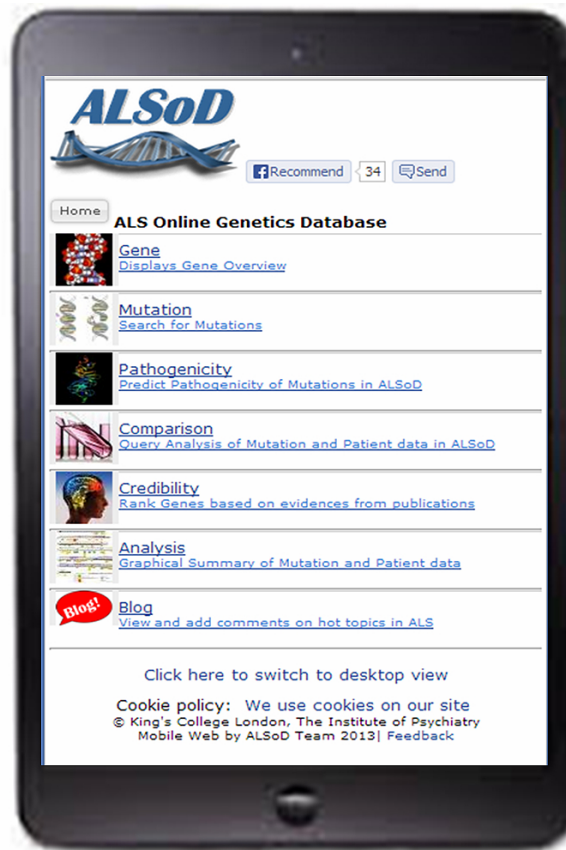 ALSoD
Recommend 34 Send
Home
ALS Online Genetics Database
Gene
Displays Gene Overview
Mutation
Search for Mutations
Pathogenicity
Predict Pathogenicity of Mutations in ALSoD
Comparison
Query Analysis of Mutation and Patient data in ALSoD
Credibility
Rank Genes based on evidences from publications
Analysis
Graphical Summary of Mutation and Patient data
Blog!
Blog
View and add comments on hot topics in ALS
Click here to switch to desktop view
Cookie policy: We use cookies on our site
© King's College London, The Institute of Psychiatry
Mobile Web by ALSoD Team 2013| Feedback